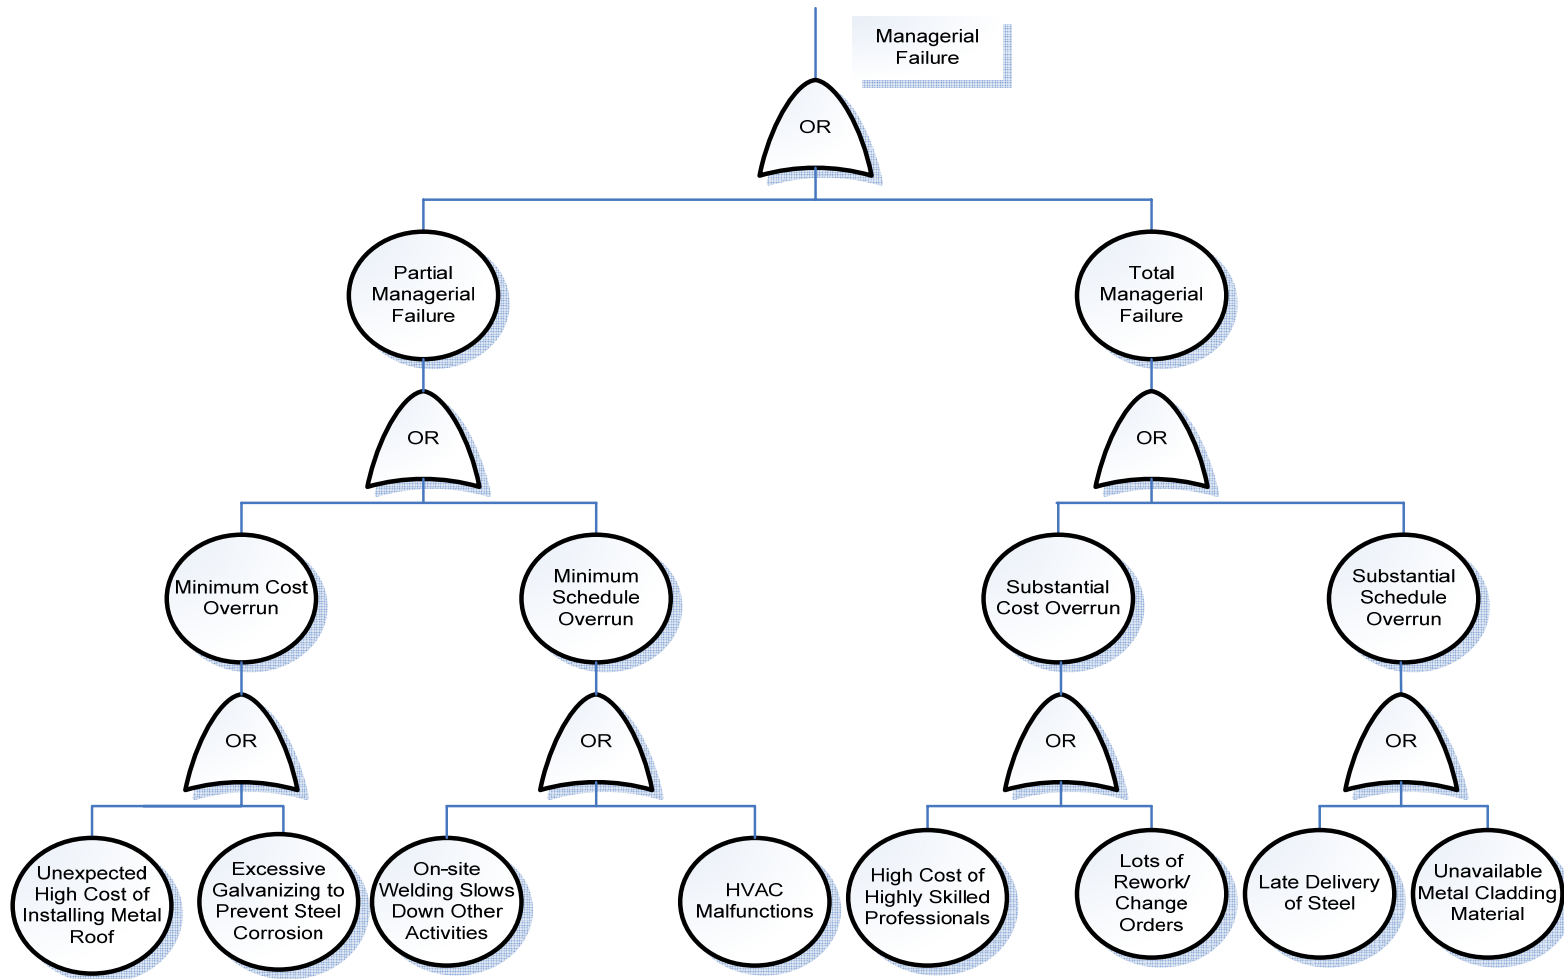 Managerial
Failure
OR
Partial
Managerial
Failure
Total
Managerial
Failure
OR
OR
Minimum Cost
Overrun
Minimum
Schedule
Overrun
Substantial
Cost Overrun
Substantial
Schedule
Overrun
OR
OR
OR
OR
Unexpected
High Cost of
Installing Metal
Roof
Excessive
Galvanizing to
Prevent Steel
Corrosion
On-site
Welding Slows
Down Other
Activities
HVAC
Malfunctions
High Cost of
Highly Skilled
Professionals
Lots of
Rework/
Change
Orders
Late Delivery
of Steel
Unavailable
Metal Cladding
Material